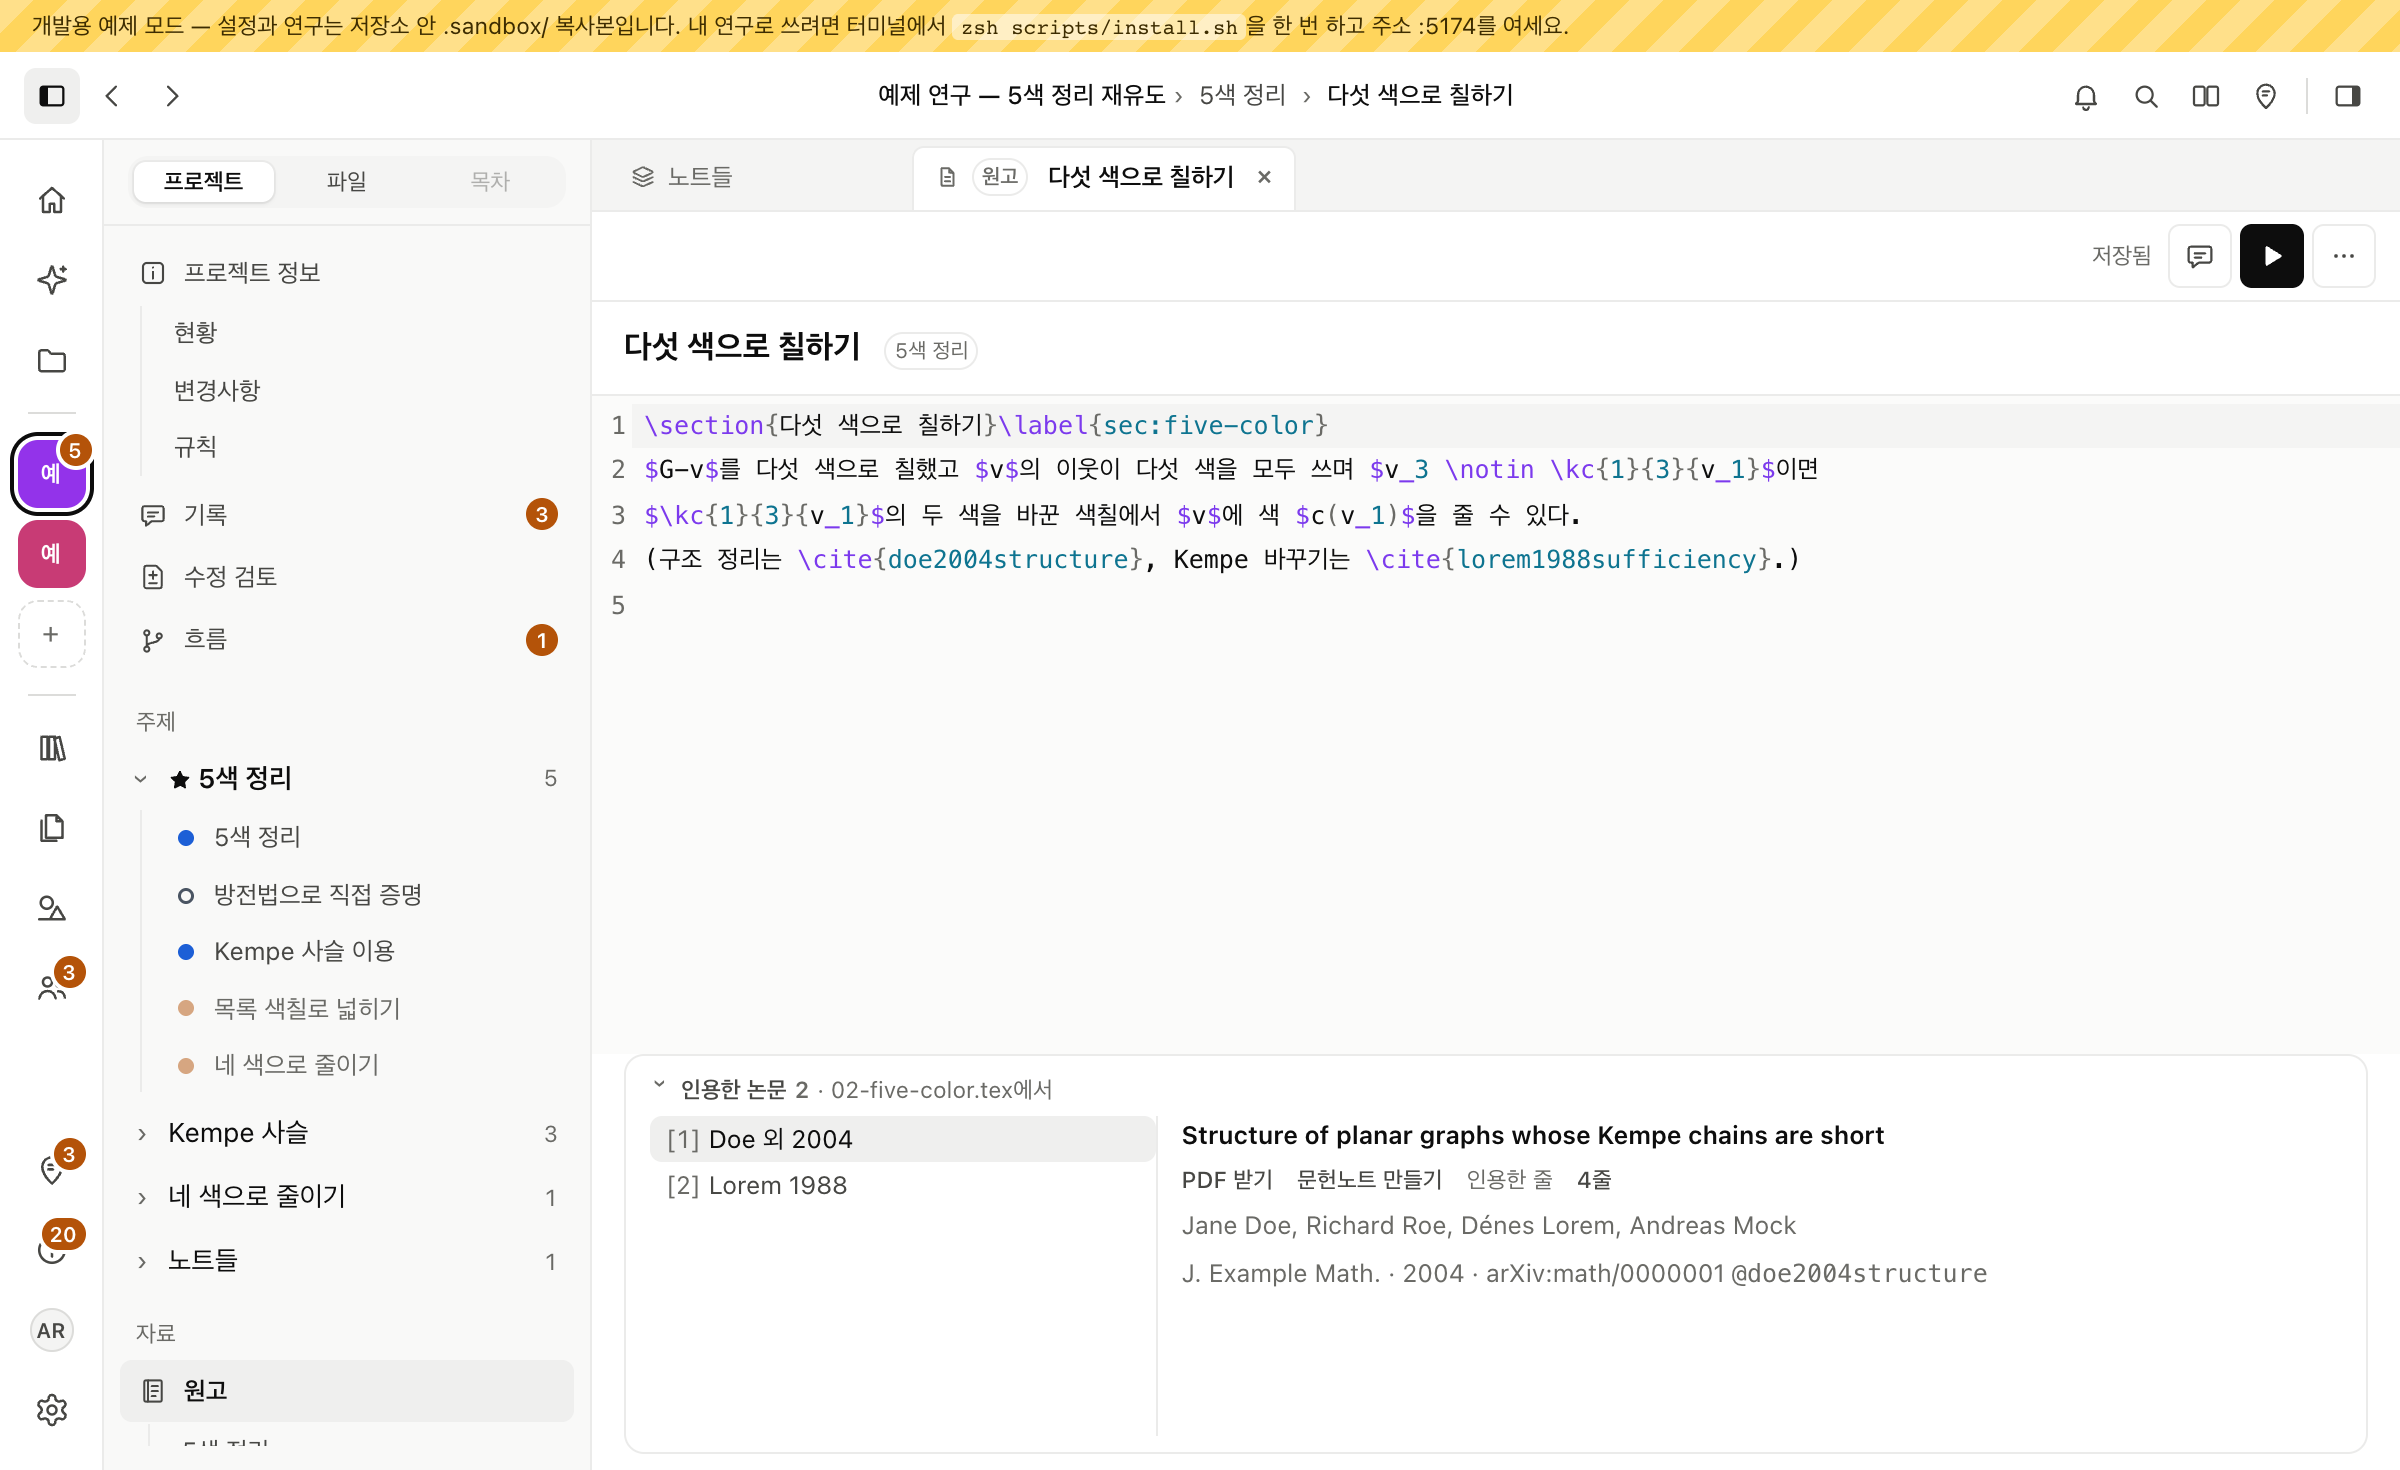 개발용 예제 모드 — 설정과 연구는 저장소 안 .sandbox/ 복사본입니다. 내 연구로 쓰려면 터미널에서 zsh scripts/install.sh을 한 번 하고 주소 :5174를 여세요.
예제 연구 — 5색 정리 재유도 › 5색 정리 › 다섯 색으로 칠하기
프로젝트 파일 목차
노트들
원고 다섯 색으로 칠하기 ×
저장됨
프로젝트 정보
현황
변경사항
규칙
기록 3
수정 검토
흐름 1
주제
5색 정리 5
5색 정리
방전법으로 직접 증명
Kempe 사슬 이용
목록 색칠로 넓히기
네 색으로 줄이기
Kempe 사슬 3
네 색으로 줄이기 1
노트들 1
자료
원고
예 5
예
+
3
3
20
AR
다섯 색으로 칠하기 5색 정리
1 \section{다섯 색으로 칠하기}\label{sec:five-color}
2 $G-v$를 다섯 색으로 칠했고 $v$의 이웃이 다섯 색을 모두 쓰며 $v_3 \notin \kc{1}{3}{v_1}$이면
3 $\kc{1}{3}{v_1}$의 두 색을 바꾼 색칠에서 $v$에 색 $c(v_1)$을 줄 수 있다.
4 (구조 정리는 \cite{doe2004structure}, Kempe 바꾸기는 \cite{lorem1988sufficiency}.)
5
인용한 논문 2 · 02-five-color.tex에서
[1] Doe 외 2004
[2] Lorem 1988
Structure of planar graphs whose Kempe chains are short
PDF 받기 문헌노트 만들기 인용한 줄 4줄
Jane Doe, Richard Roe, Dénes Lorem, Andreas Mock
J. Example Math. · 2004 · arXiv:math/0000001 @doe2004structure